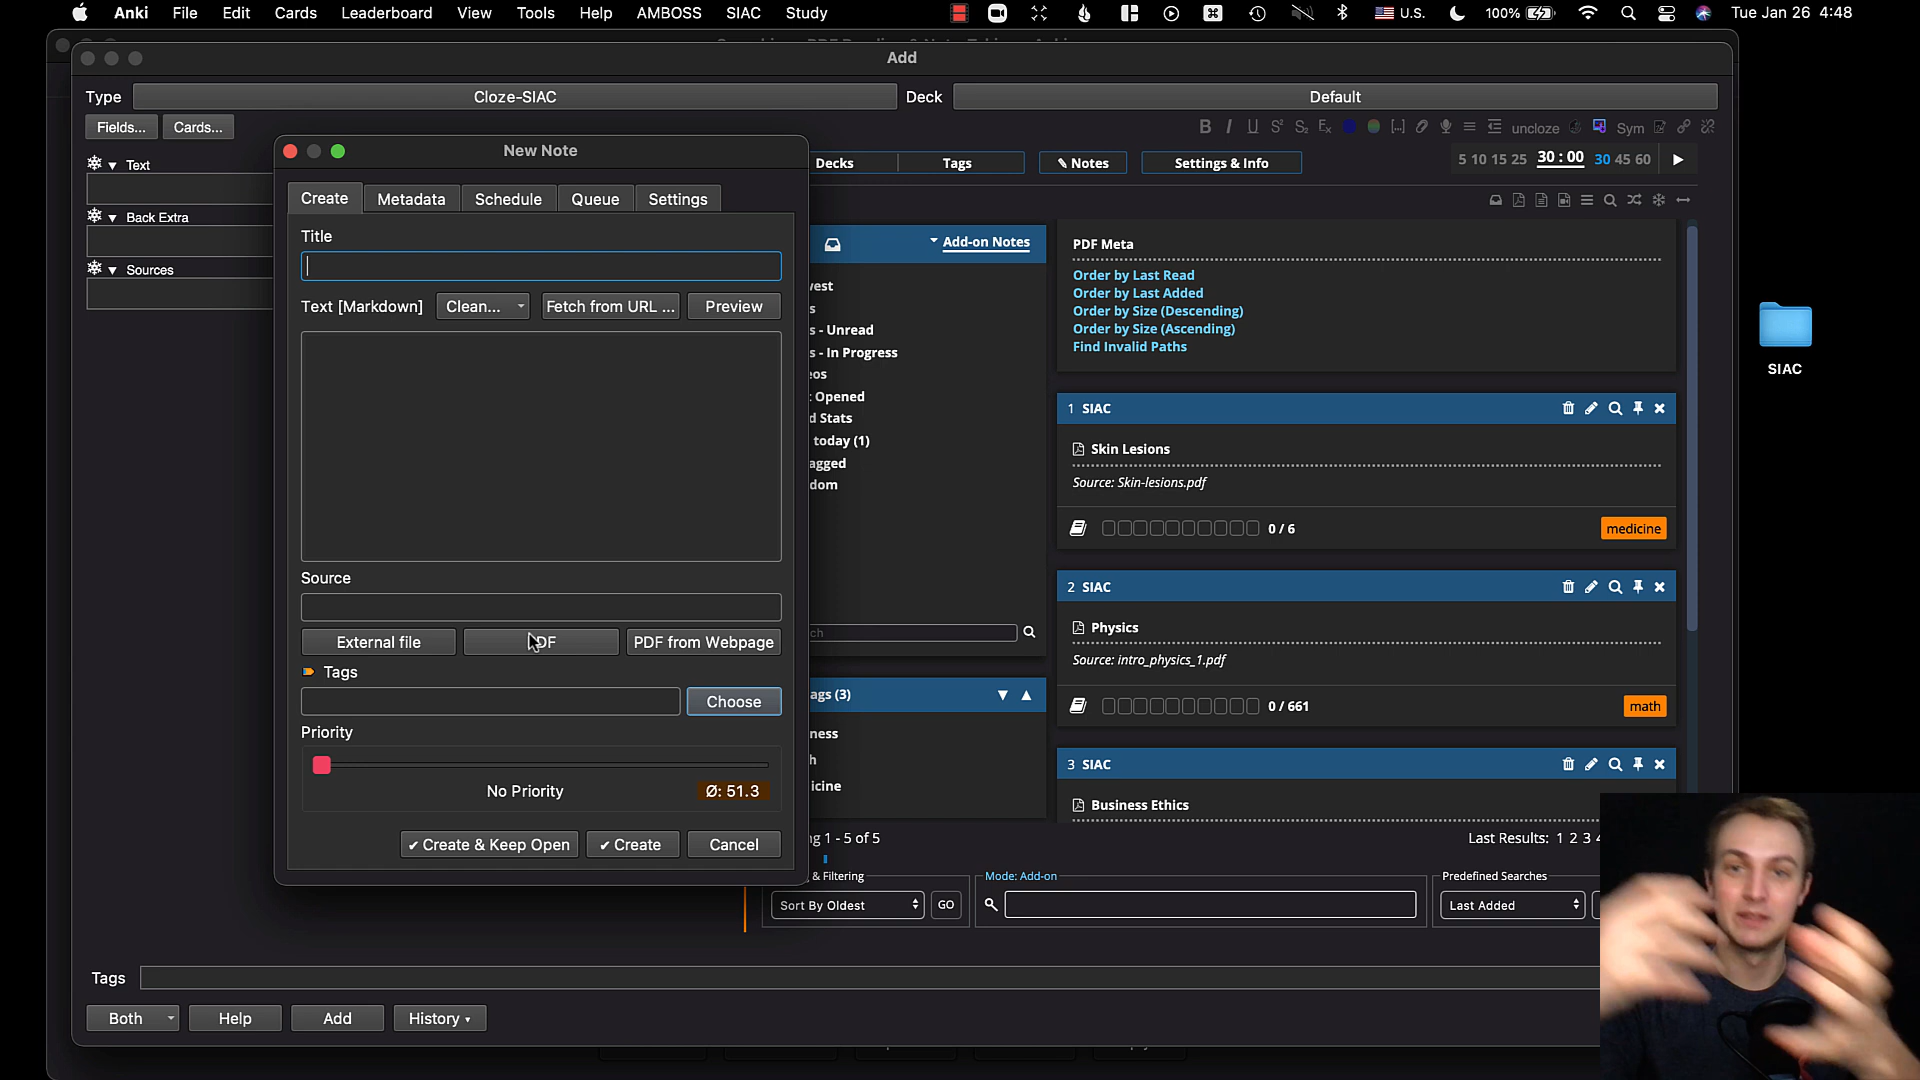 Anki File Edit Cards Leaderboard View Tools Help AMBOSS SIAC Study U.S. 100% Tue Jan 26 4:48
Add
Type Cloze-SIAC Deck Default
Fields... Cards...
B I U S² S₂ Eₓ [...] uncloze Sym
Text
Back Extra
Sources
Decks Tags ✎ Notes Settings & Info
5 10 15 25 30 : 00 30 45 60
New Note
Create Metadata Schedule Queue Settings
Title
Text [Markdown] Clean... Fetch from URL ... Preview
Source
External file PDF PDF from Webpage
Tags
Choose
Priority
No Priority Ø: 51.3
✔ Create & Keep Open ✔ Create Cancel
Add-on Notes
- Unread
- In Progress
Opened
Stats
today (1)
(3)
PDF Meta
Order by Last Read
Order by Last Added
Order by Size (Descending)
Order by Size (Ascending)
Find Invalid Paths
1 SIAC
Skin Lesions
Source: Skin-lesions.pdf
0 / 6 medicine
2 SIAC
Physics
Source: intro_physics_1.pdf
0 / 661 math
3 SIAC
Business Ethics
1 - 5 of 5 Last Results: 1 2 3
& Filtering Mode: Add-on Predefined Searches
Sort By Oldest GO Last Added
Tags
Both Help Add History
SIAC